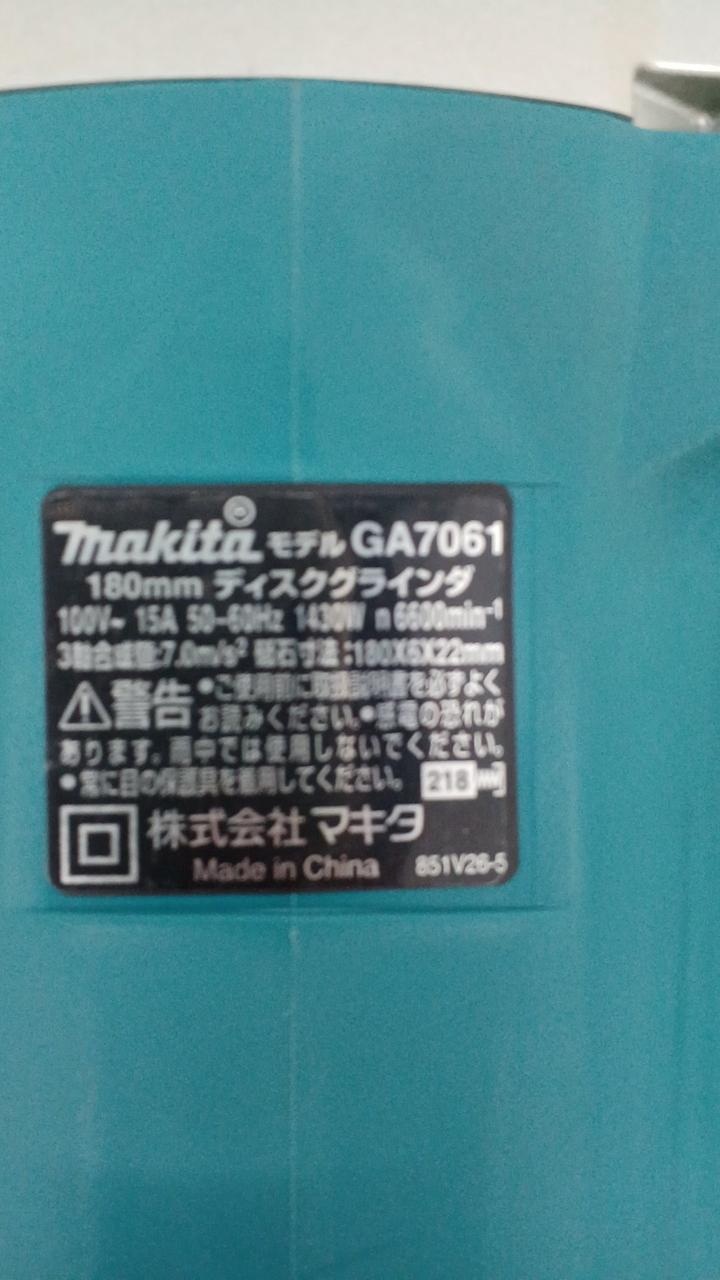 makita モデル GA7061
180mm ディスクグラインダ
100V~ 15A 50-60Hz 1430W n 6600min-1
3軸合成値:7.0m/s2 砥石寸法:180X6X22mm
警告 •ご使用前に取扱説明書を必ずよく
お読みください。•感電の恐れが
あります。雨中では使用しないでください。
•常に目の保護具を着用してください。 218
株式会社マキタ
Made in China 851V26-5